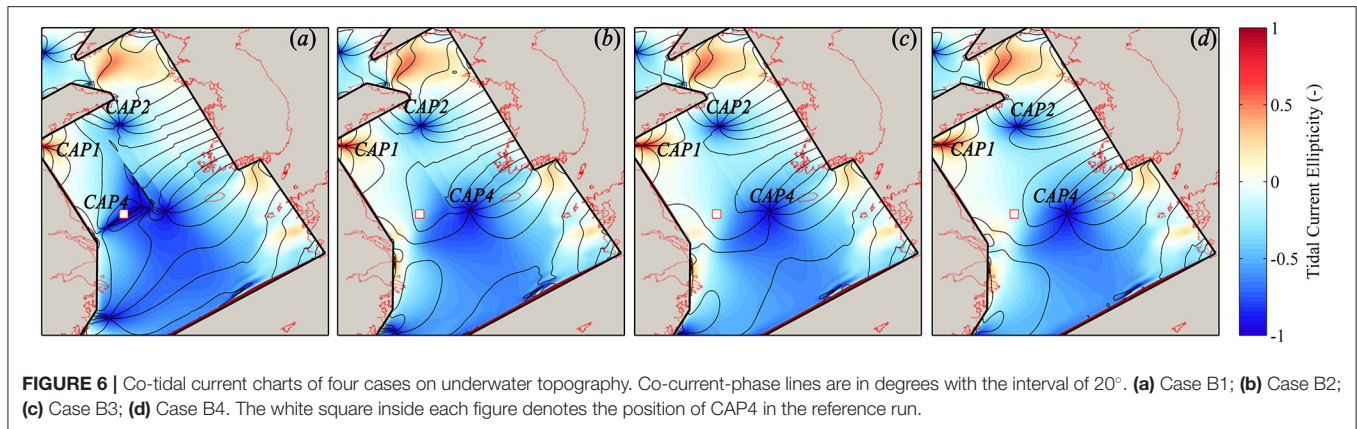 (a)
CAP2
CAP1
CAP4
(b)
CAP2
CAP1
CAP4
(c)
CAP2
CAP1
CAP4
(d)
CAP2
CAP1
CAP4
1
0.5
0
-0.5
-1
Tidal Current Ellipticity (-)
FIGURE 6 | Co-tidal current charts of four cases on underwater topography. Co-current-phase lines are in degrees with the interval of 20°. (a) Case B1; (b) Case B2;
(c) Case B3; (d) Case B4. The white square inside each figure denotes the position of CAP4 in the reference run.